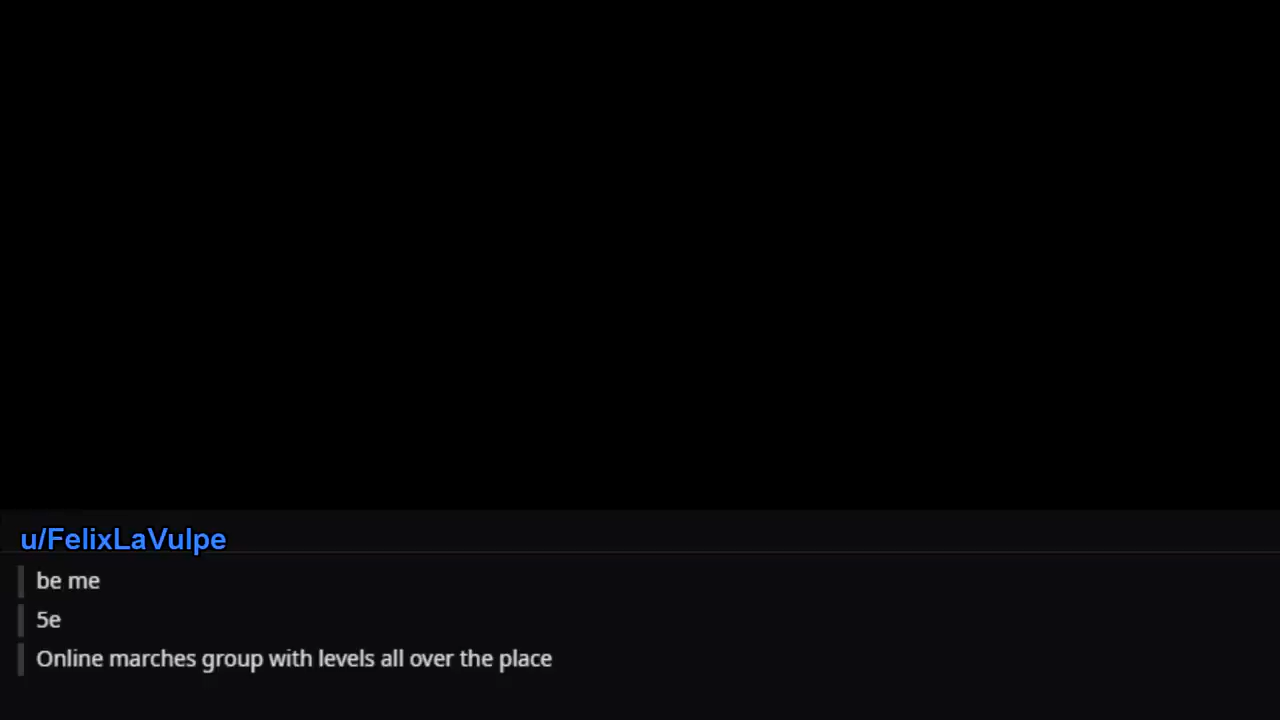 u/FelixLaVulpe
be me
5e
Online marches group with levels all over the place